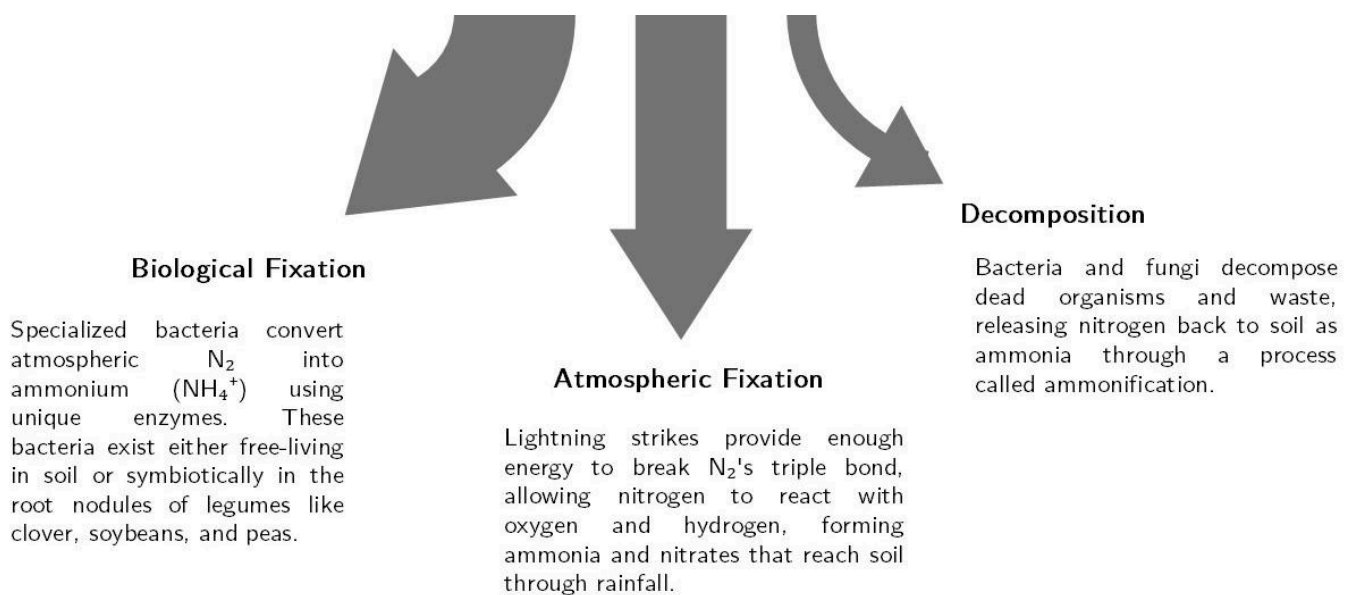 Biological Fixation
Specialized bacteria convert
atmospheric N₂ into
ammonium (NH₄⁺) using
unique enzymes. These
bacteria exist either free-living
in soil or symbiotically in the
root nodules of legumes like
clover, soybeans, and peas.
Atmospheric Fixation
Lightning strikes provide enough
energy to break N₂'s triple bond,
allowing nitrogen to react with
oxygen and hydrogen, forming
ammonia and nitrates that reach soil
through rainfall.
Decomposition
Bacteria and fungi decompose
dead organisms and waste,
releasing nitrogen back to soil as
ammonia through a process
called ammonification.